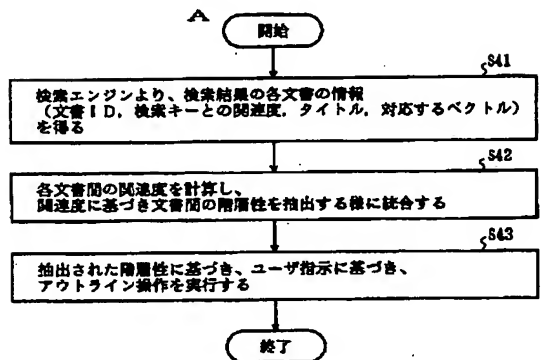 A
開始
S41
検索エンジンより、検索結果の各文書の情報
(文書ID,検索キーとの関連度,タイトル,対応するベクトル)
を得る
S42
各文書間の関連度を計算し、
関連度に基づき文書間の階層性を抽出する様に統合する
S43
抽出された階層性に基づき、ユーザ指示に基づき、
アウトライン操作を実行する
終了